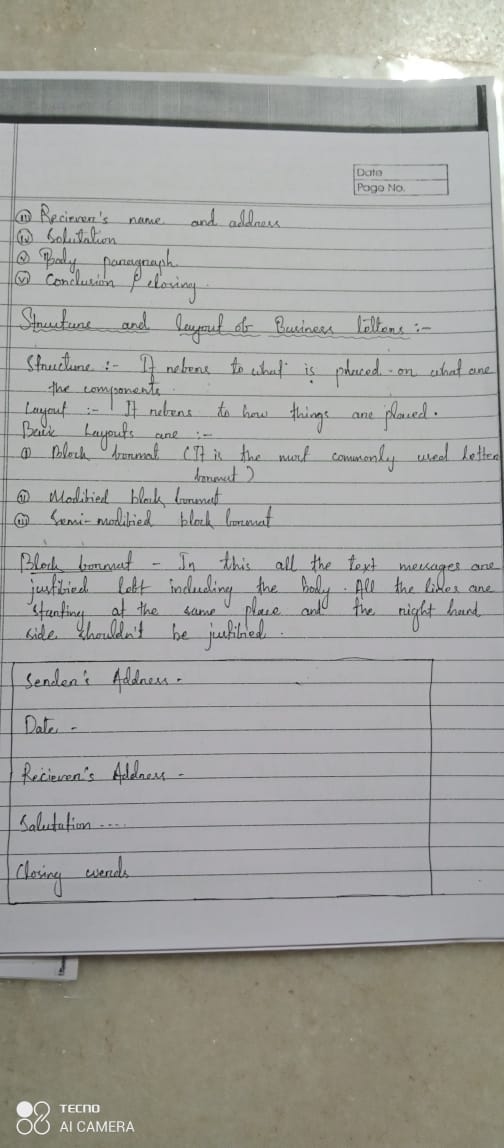 Date
Page No.
(iii) Reciever's name and address
(iv) Salutation
(v) Body paragraph
(vi) Conclusion / closing.
Structure and layout of Business letters :-
Structure :- It refers to what is placed or what are
the components.
Layout :- It refers to how things are placed.
Basic Layouts are :-
(i) Block format (It is the most commonly used letter
format)
(ii) Modified block format
(iii) Semi-modified block format
Block format - In this all the text messages are
justified left including the body. All the lines are
starting at the same place and the right hand
side shouldn't be justified.
Sender's Address -
Date -
Reciever's Address -
Salutation ....
Closing words
TECNO
AI CAMERA